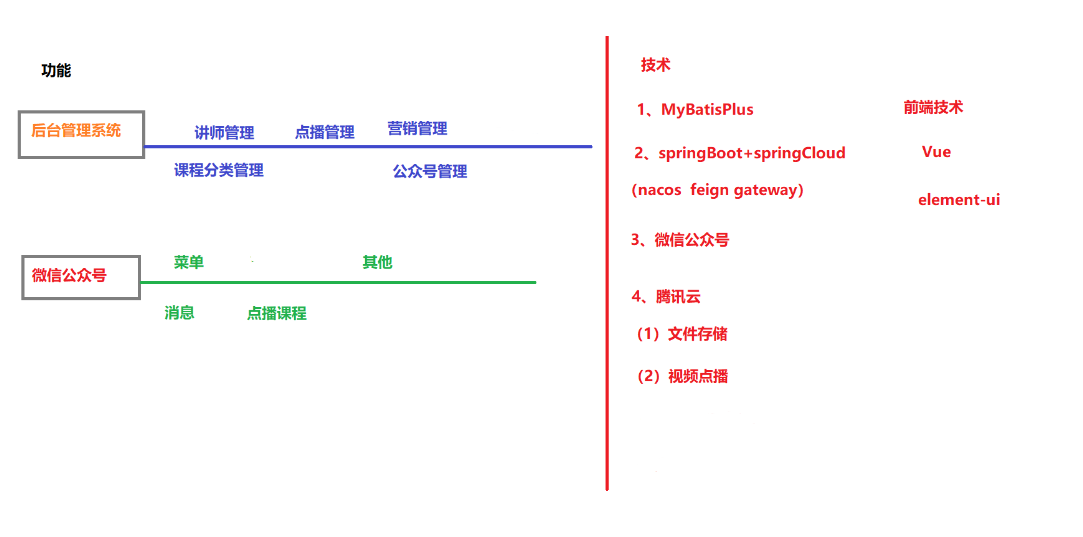 功能
后台管理系统
讲师管理
点播管理
营销管理
课程分类管理
公众号管理
微信公众号
菜单
其他
消息
点播课程
技术
1、MyBatisPlus
2、springBoot+springCloud
（nacos feign gateway）
3、微信公众号
4、腾讯云
（1）文件存储
（2）视频点播
前端技术
Vue
element-ui